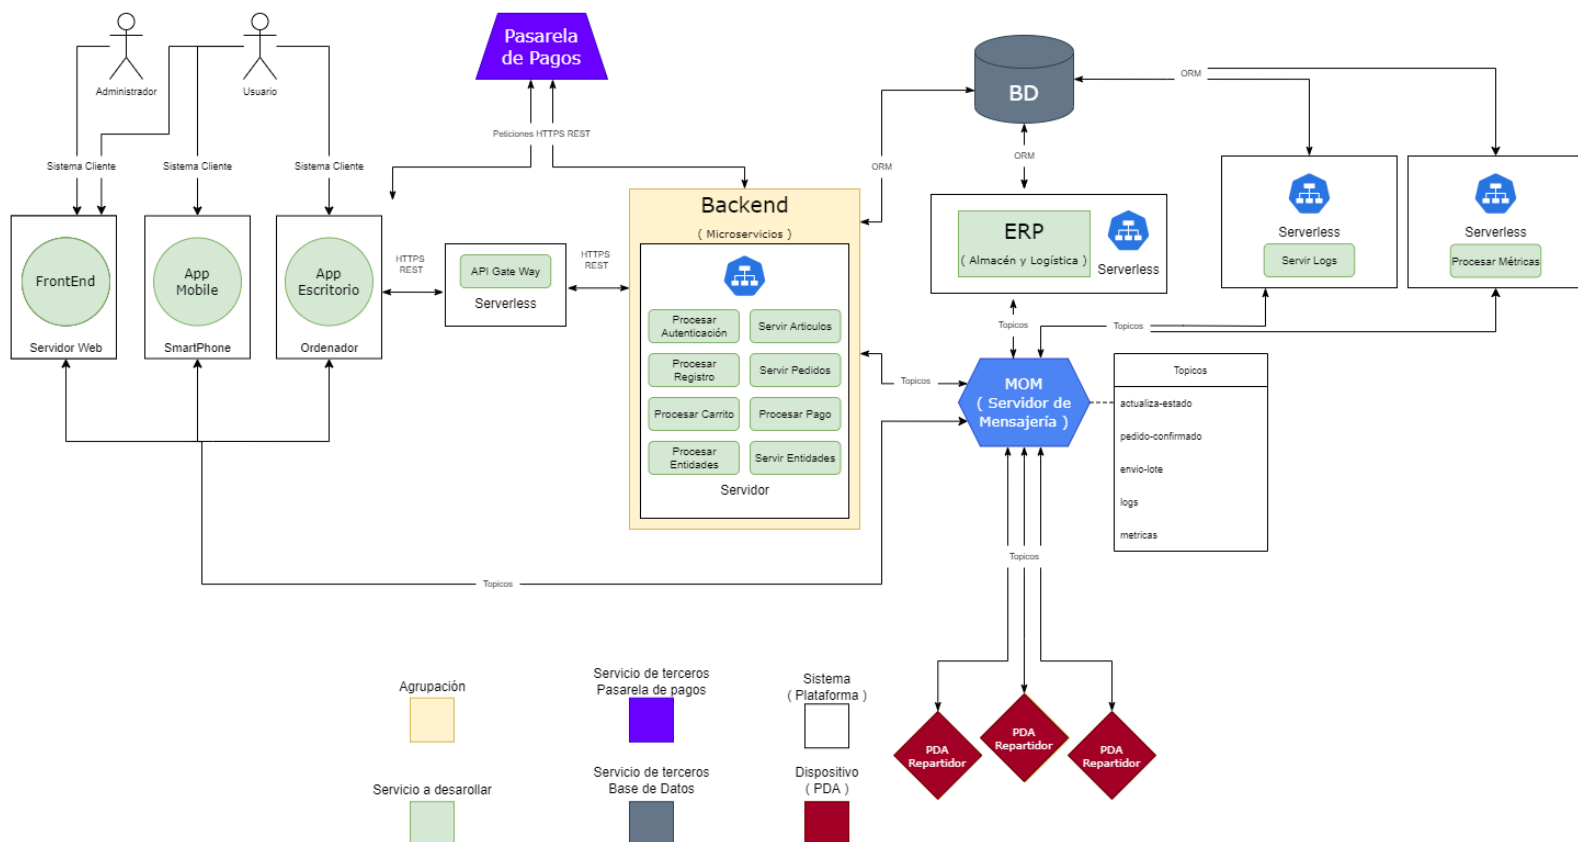 Administrador
Usuario
Pasarela
de Pagos
BD
ORM
ORM
ORM
Peticiones HTTPS REST
Sistema Cliente
Sistema Cliente
Sistema Cliente
FrontEnd
Servidor Web
App
Mobile
SmartPhone
App
Escritorio
Ordenador
HTTPS
REST
API Gate Way
Serverless
HTTPS
REST
Backend
( Microservicios )
Procesar
Autenticación
Servir Articulos
Procesar
Registro
Servir Pedidos
Procesar Carrito
Procesar Pago
Procesar
Entidades
Servir Entidades
Servidor
ERP
( Almacén y Logística )
Serverless
Serverless
Servir Logs
Serverless
Procesar Métricas
Topicos
Topicos
Topicos
MOM
( Servidor de
Mensajería )
Topicos
actualiza-estado
pedido-confirmado
envio-lote
logs
metricas
Topicos
Topicos
PDA
Repartidor
PDA
Repartidor
PDA
Repartidor
Agrupación
Servicio de terceros
Pasarela de pagos
Sistema
( Plataforma )
Servicio a desarollar
Servicio de terceros
Base de Datos
Dispositivo
( PDA )